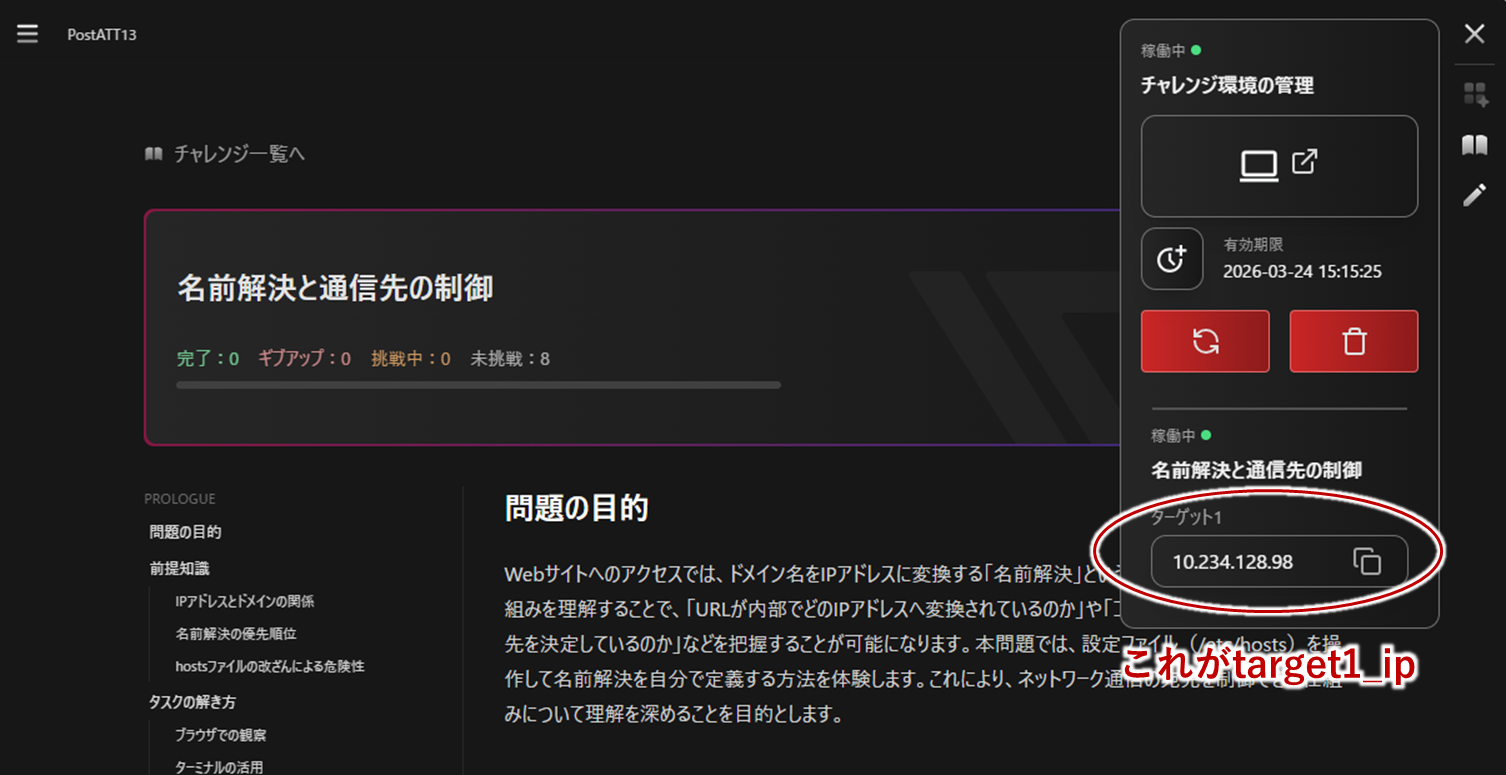 PostATT13
チャレンジ一覧へ
名前解決と通信先の制御
完了：0 ギブアップ：0 挑戦中：0 未挑戦：8
PROLOGUE
問題の目的
前提知識
IPアドレスとドメインの関係
名前解決の優先順位
hostsファイルの改ざんによる危険性
タスクの解き方
ブラウザでの観察
ターミナルの活用
問題の目的
Webサイトへのアクセスでは、ドメイン名をIPアドレスに変換する「名前解決」とい
組みを理解することで、「URLが内部でどのIPアドレスへ変換されているのか」や「
先を決定しているのか」などを把握することが可能になります。本問題では、設定ファイル（/etc/hosts）を操
作して名前解決を自分で定義する方法を体験します。これにより、ネットワーク通信の
みについて理解を深めることを目的とします。
稼働中
チャレンジ環境の管理
有効期限
2026-03-24 15:15:25
稼働中
名前解決と通信先の制御
ターゲット1
10.234.128.98
これがtarget1_ip